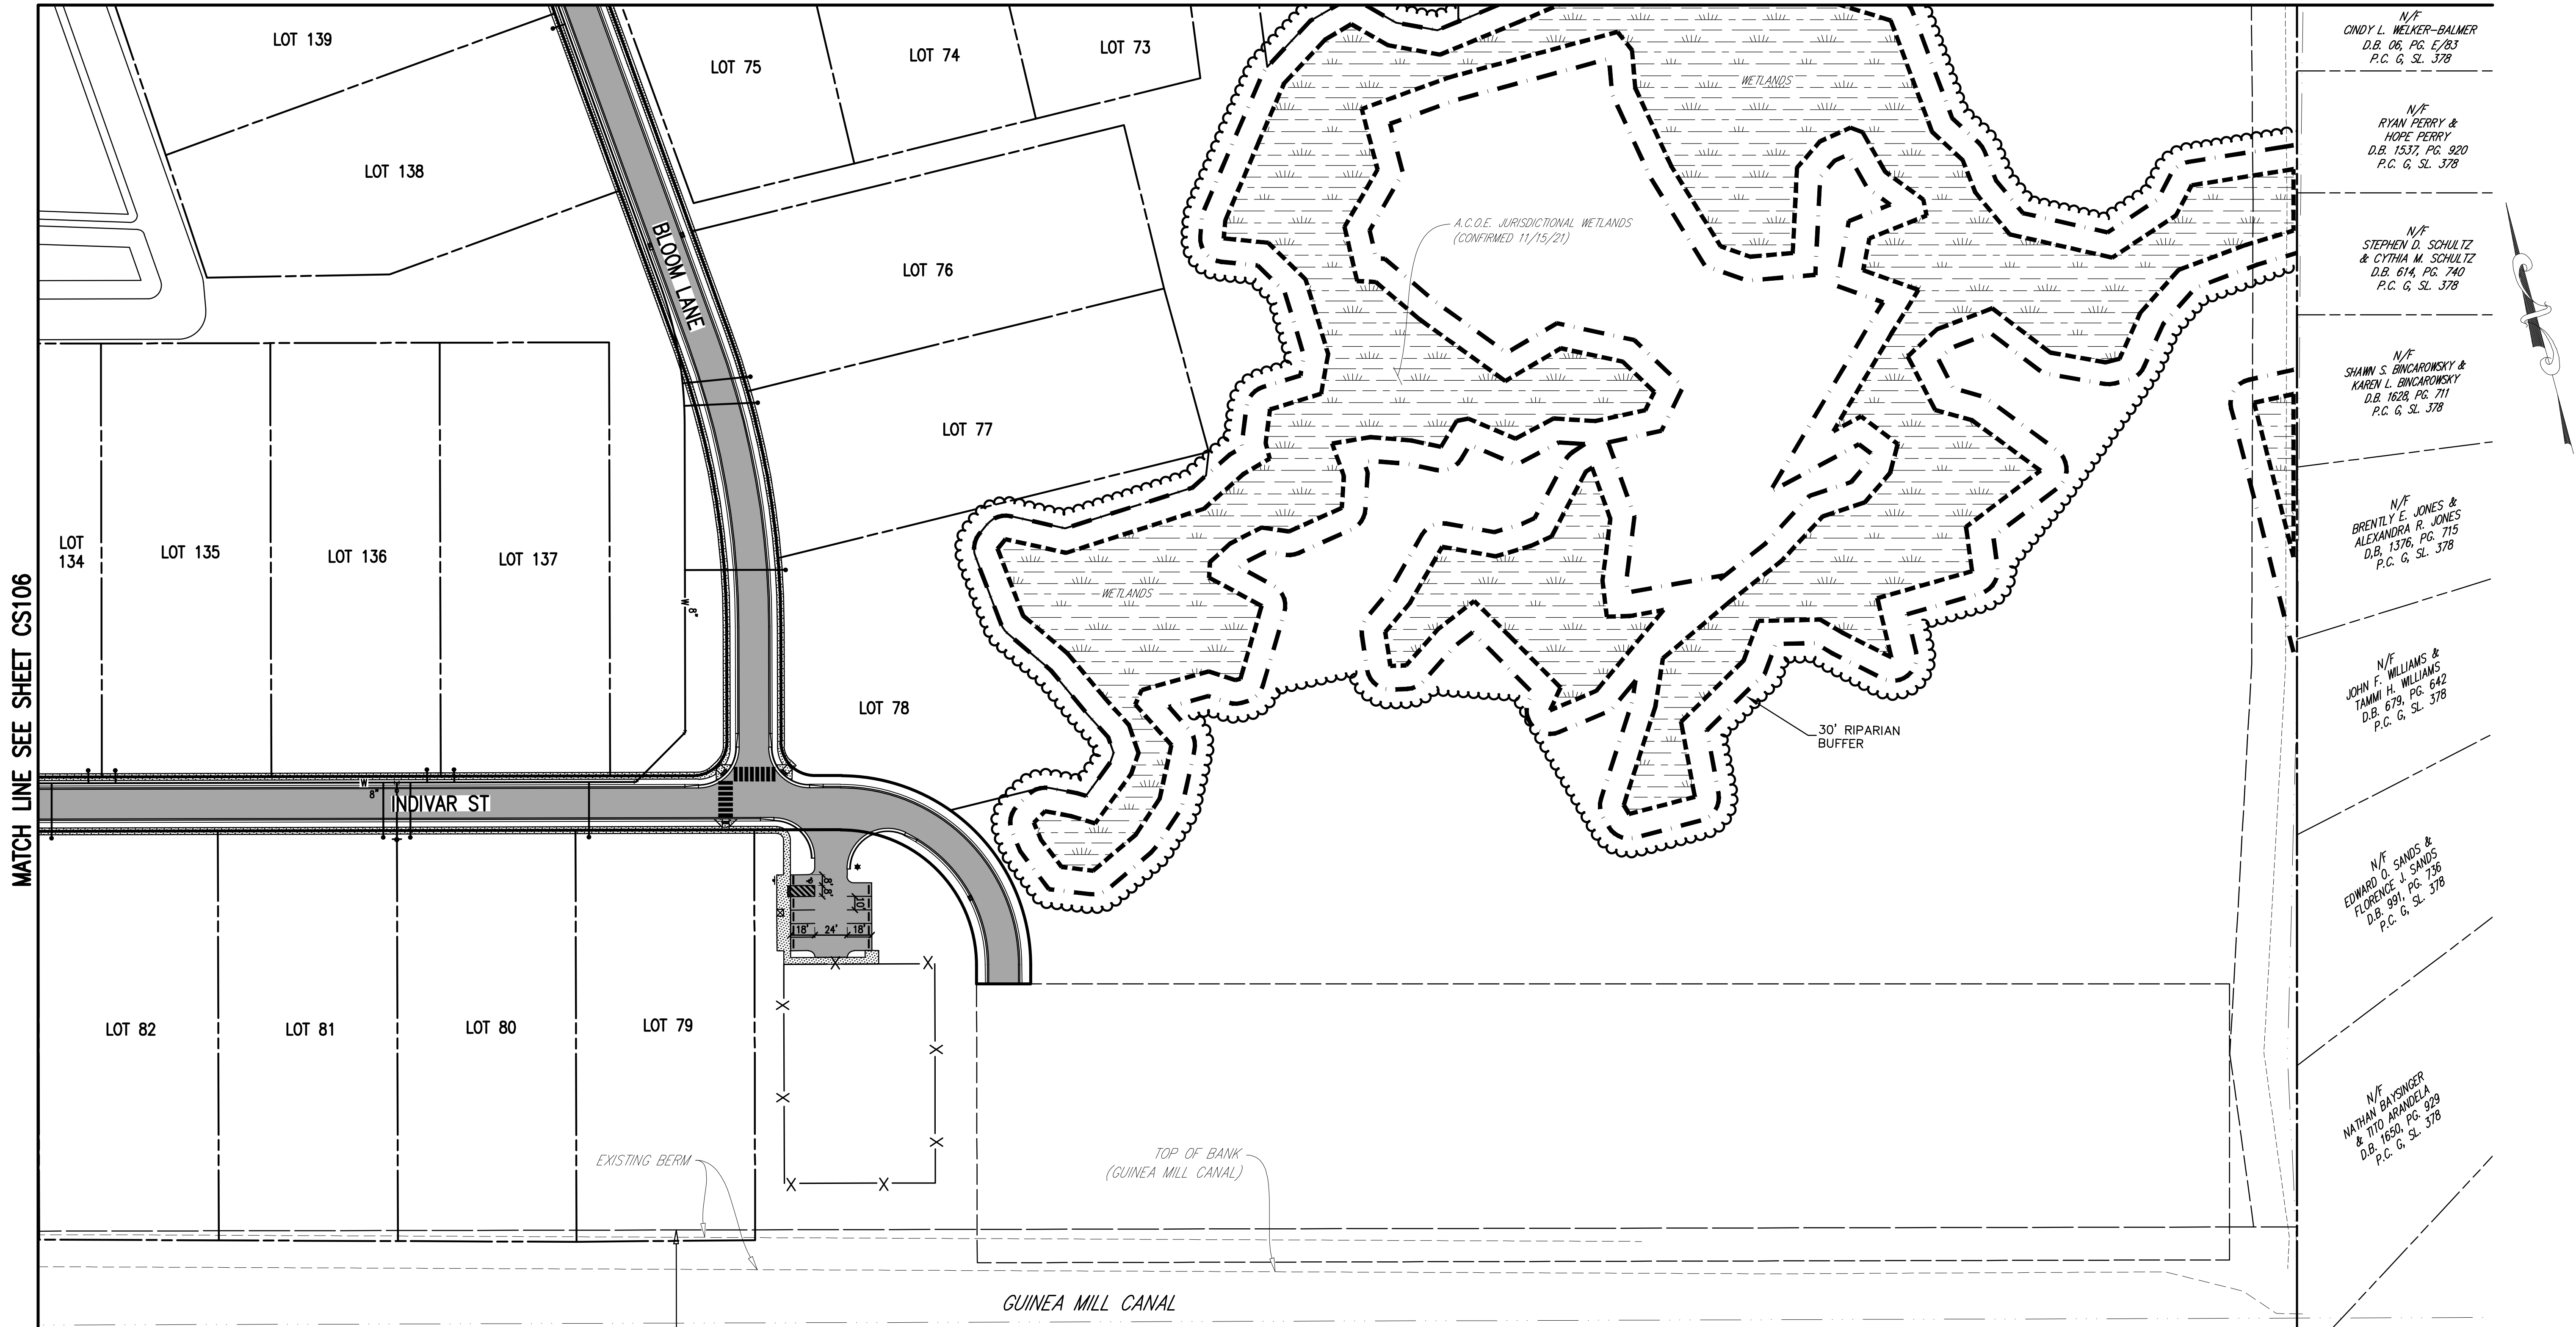 LOT 139
LOT 75
LOT 74
LOT 73
WETLANDS
N/F
CINDY L. WELKER-BALMER
D.B. 06, PG. E/83
P.C. G, SL. 378
N/F
RYAN PERRY &
HOPE PERRY
D.B. 1537, PG. 920
P.C. G, SL. 378
LOT 138
BLOOM LANE
LOT 76
A.C.O.E. JURISDICTIONAL WETLANDS
(CONFIRMED 11/15/21)
N/F
STEPHEN D. SCHULTZ
& CYTHIA M. SCHULTZ
D.B. 614, PG. 740
P.C. G, SL. 378
N/F
SHAWN S. BINCAROWSKY &
KAREN L. BINCAROWSKY
D.B. 1628, PG. 711
P.C. G, SL. 378
LOT 77
LOT
134
LOT 135
LOT 136
LOT 137
N/F
BRENTLY E. JONES &
ALEXANDRA R. JONES
D,B, 1376, PG. 715
P.C. G, SL. 378
W
8"
WETLANDS
MATCH LINE SEE SHEET CS106
N/F
JOHN F. WILLIAMS &
TAMMI H. WILLIAMS
D.B. 679, PG. 642
P.C. G, SL. 378
LOT 78
30' RIPARIAN
BUFFER
W
8"
INDIVAR ST
N/F
EDWARD O. SANDS &
FLORENCE J. SANDS
D.B. 991, PG. 736
P.C. G, SL. 378
8'
8'
10'
18'
24'
18'
X X
X
X
X
X
X X
LOT 82
LOT 81
LOT 80
LOT 79
N/F
NATHAN BAYSINGER
& TITO ARANDELA
D.B. 1650, PG. 929
P.C. G, SL. 378
EXISTING BERM
TOP OF BANK
(GUINEA MILL CANAL)
GUINEA MILL CANAL